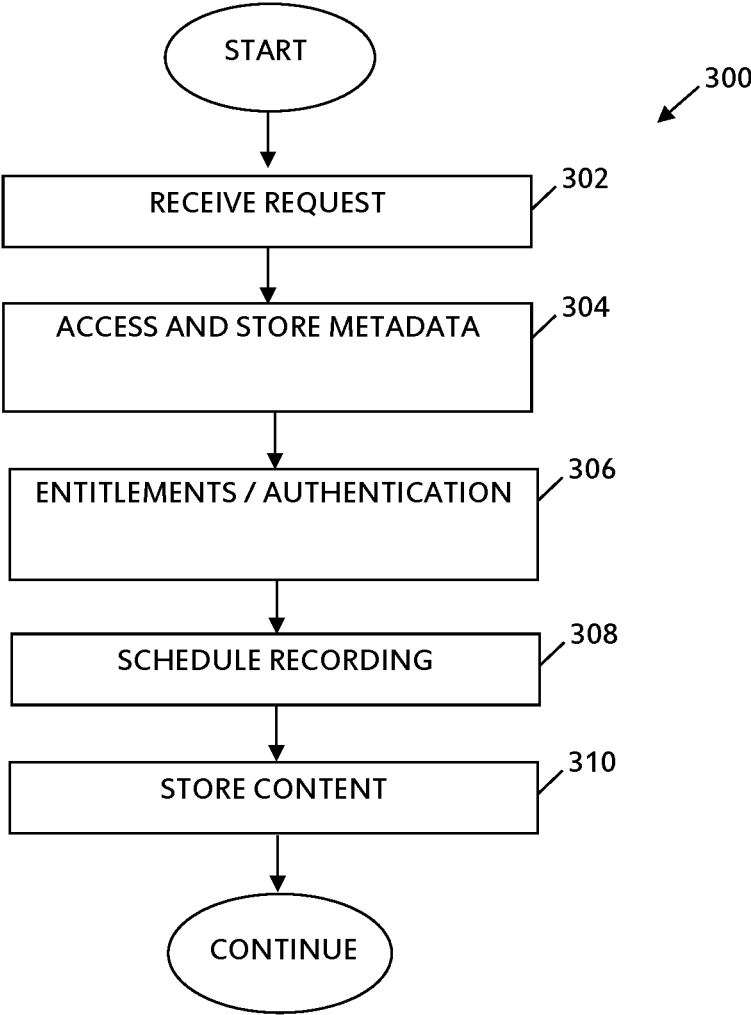 START
300
RECEIVE REQUEST
302
ACCESS AND STORE METADATA
304
ENTITLEMENTS / AUTHENTICATION
306
SCHEDULE RECORDING
308
STORE CONTENT
310
CONTINUE